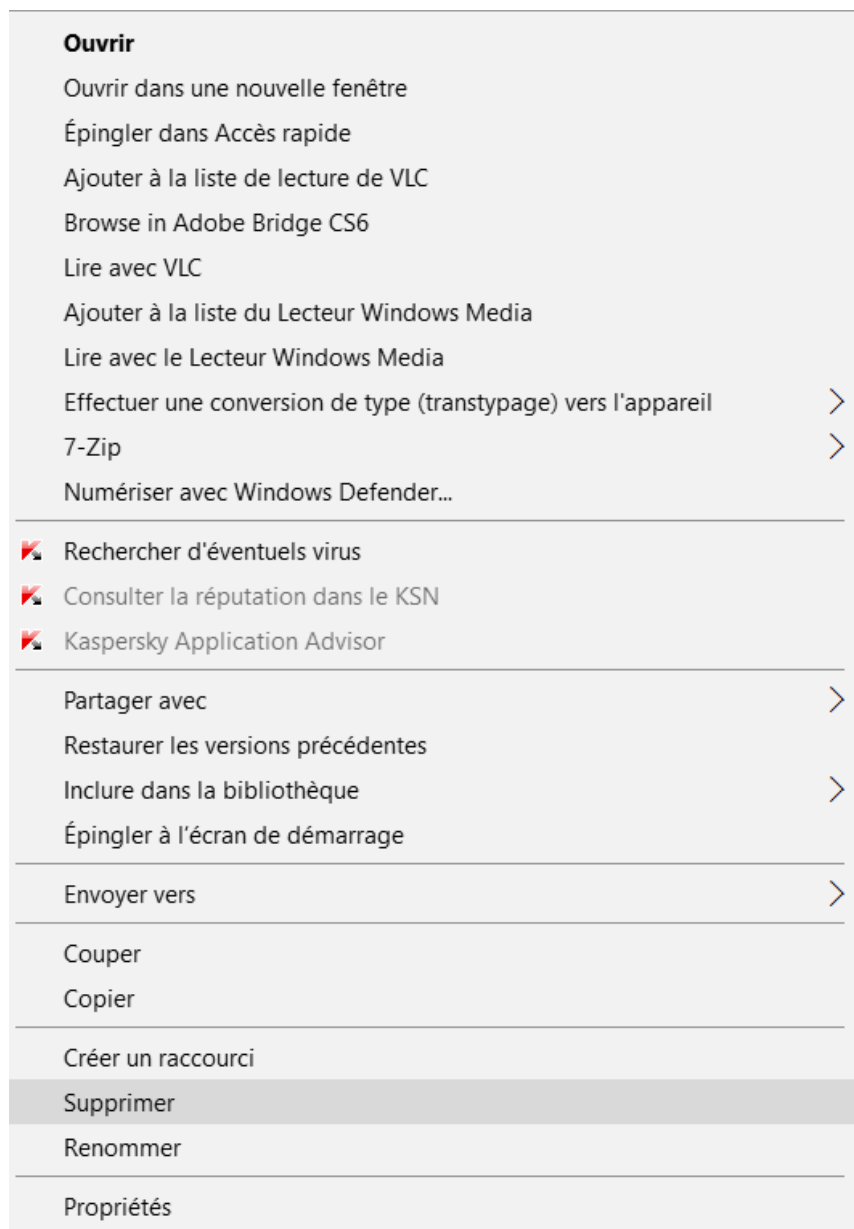 Ouvrir
Ouvrir dans une nouvelle fenêtre
Épingler dans Accès rapide
Ajouter à la liste de lecture de VLC
Browse in Adobe Bridge CS6
Lire avec VLC
Ajouter à la liste du Lecteur Windows Media
Lire avec le Lecteur Windows Media
Effectuer une conversion de type (transtypage) vers l'appareil
7-Zip
Numériser avec Windows Defender...
Rechercher d'éventuels virus
Consulter la réputation dans le KSN
Kaspersky Application Advisor
Partager avec
Restaurer les versions précédentes
Inclure dans la bibliothèque
Épingler à l’écran de démarrage
Envoyer vers
Couper
Copier
Créer un raccourci
Supprimer
Renommer
Propriétés